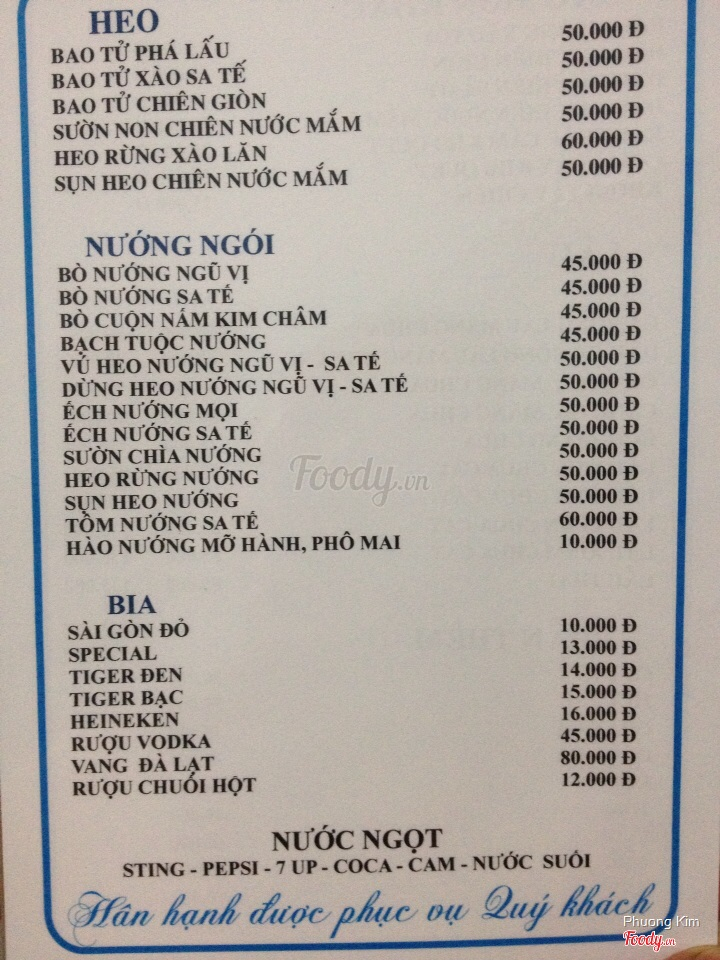 HEO
BAO TỬ PHÁ LẤU 50.000 Đ
BAO TỬ XÀO SA TẾ 50.000 Đ
BAO TỬ CHIÊN GIÒN 50.000 Đ
SƯỜN NON CHIÊN NƯỚC MẮM 50.000 Đ
HEO RỪNG XÀO LĂN 60.000 Đ
SỤN HEO CHIÊN NƯỚC MẮM 50.000 Đ
NƯỚNG NGÓI
BÒ NƯỚNG NGŨ VỊ 45.000 Đ
BÒ NƯỚNG SA TẾ 45.000 Đ
BÒ CUỘN NẤM KIM CHÂM 45.000 Đ
BẠCH TUỘC NƯỚNG 45.000 Đ
VÚ HEO NƯỚNG NGŨ VỊ - SA TẾ 50.000 Đ
DỪNG HEO NƯỚNG NGŨ VỊ - SA TẾ 50.000 Đ
ẾCH NƯỚNG MỌI 50.000 Đ
ẾCH NƯỚNG SA TẾ 50.000 Đ
SƯỜN CHÌA NƯỚNG 50.000 Đ
HEO RỪNG NƯỚNG 50.000 Đ
SỤN HEO NƯỚNG 50.000 Đ
TÔM NƯỚNG SA TẾ 60.000 Đ
HÀO NƯỚNG MỠ HÀNH, PHÔ MAI 10.000 Đ
Foody.vn
BIA
SÀI GÒN ĐỎ 10.000 Đ
SPECIAL 13.000 Đ
TIGER ĐEN 14.000 Đ
TIGER BẠC 15.000 Đ
HEINEKEN 16.000 Đ
RƯỢU VODKA 45.000 Đ
VANG ĐÀ LẠT 80.000 Đ
RƯỢU CHUỐI HỘT 12.000 Đ
NƯỚC NGỌT
STING - PEPSI - 7 UP - COCA - CAM - NƯỚC SUỐI
Hân hạnh được phục vụ Quý khách
Phuong Kim
Foody.vn